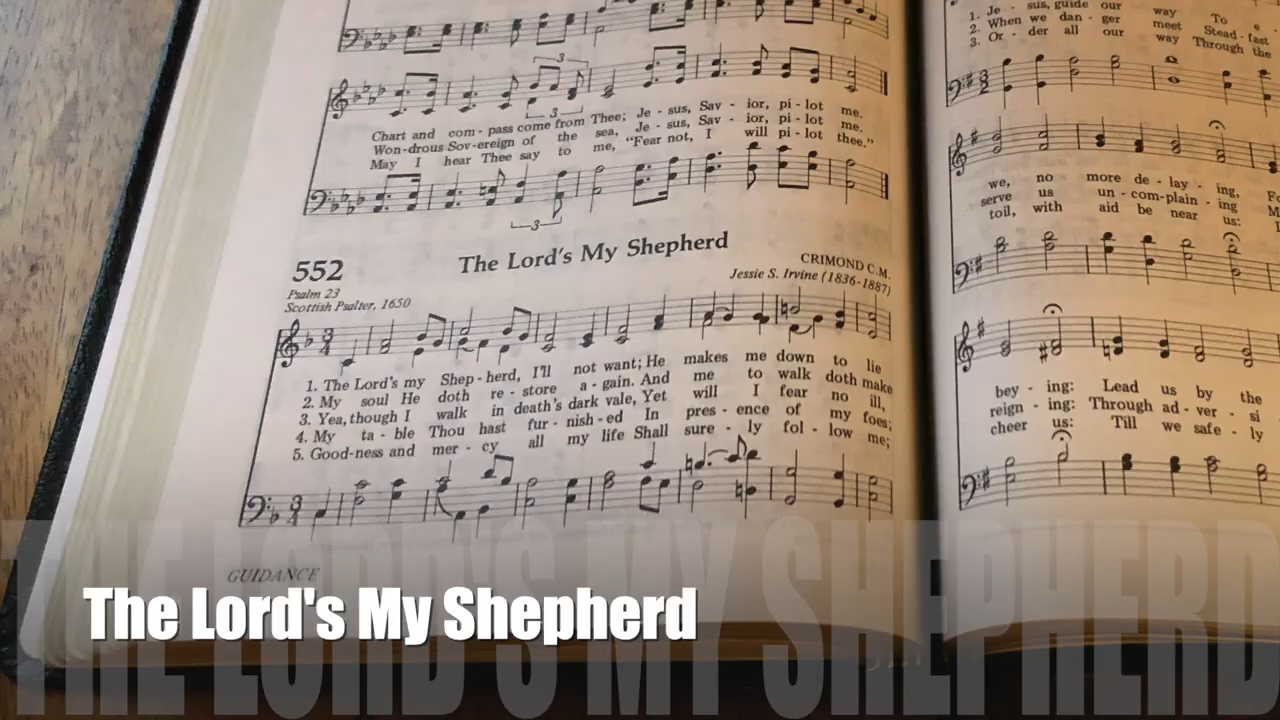 Chart and com - pass come from Thee; Je - sus, Sav - ior, pi - lot me.
Won-drous Sov-ereign of the sea, Je - sus, Sav - ior, pi - lot me.
May I hear Thee say to me, "Fear not, I will pi - lot thee."
3
3
3
552
The Lord's My Shepherd
CRIMOND C.M.
Psalm 23
Jessie S. Irvine (1836-1887)
Scottish Psalter, 1650
1. The Lord's my Shep - herd, I'll not want; He makes me down to lie
2. My soul He doth re - store a - gain. And me to walk doth make
3. Yea, though I walk in death's dark vale, Yet will I fear no ill,
4. My ta - ble Thou hast fur - nish - ed In pres - ence of my foes;
5. Good-ness and mer - cy all my life Shall sure - ly fol - low me;
GUIDANCE
1. Je - sus, guide our way To
2. When we dan - ger meet Stead - fast
3. Or - der all our way Through the
we, no more de - lay - ing,
serve us un - com-plain - ing
toil, with aid be near us:
bey - ing: Lead us by the
reign - ing: Through ad - ver - si
cheer us: Till we safe - ly
The Lord's My Shepherd
THE LORD'S MY SHEPHERD